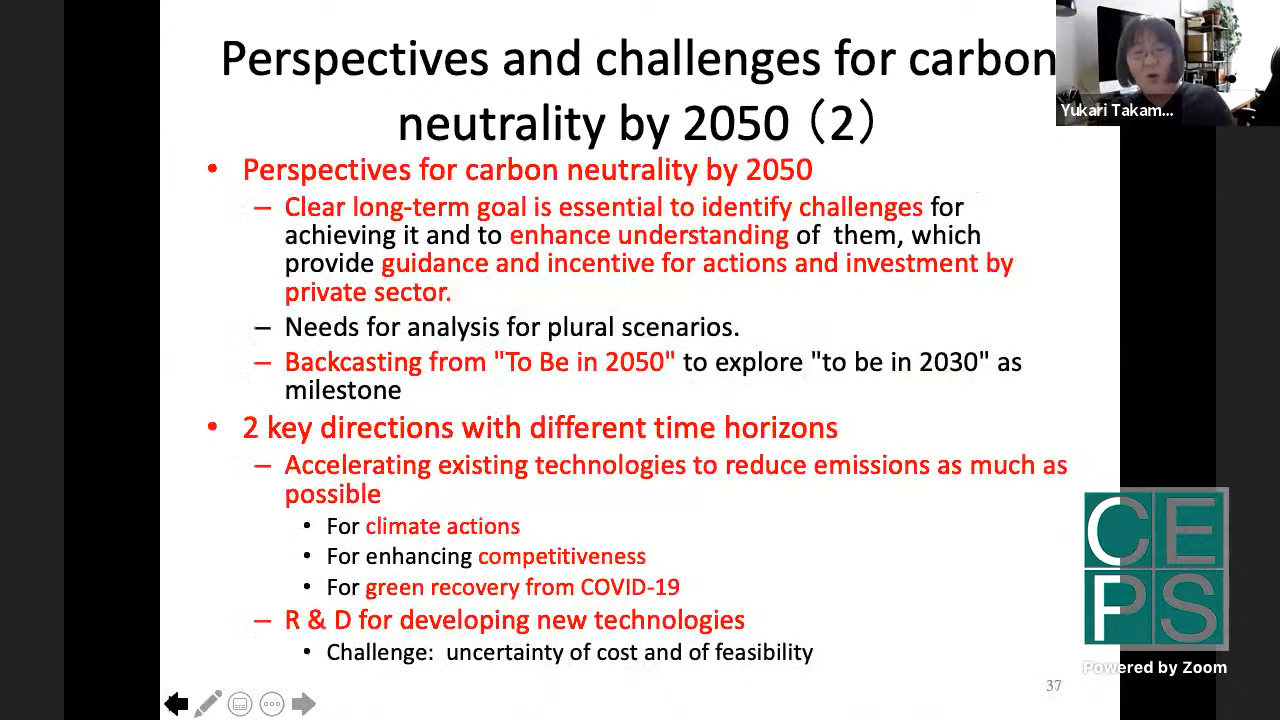 Perspectives and challenges for carbon
neutrality by 2050（2）
Yukari Takam...
• Perspectives for carbon neutrality by 2050
– Clear long-term goal is essential to identify challenges for
achieving it and to enhance understanding of them, which
provide guidance and incentive for actions and investment by
private sector.
– Needs for analysis for plural scenarios.
– Backcasting from "To Be in 2050" to explore "to be in 2030" as
milestone
• 2 key directions with different time horizons
– Accelerating existing technologies to reduce emissions as much as
possible
• For climate actions
• For enhancing competitiveness
• For green recovery from COVID-19
– R & D for developing new technologies
• Challenge: uncertainty of cost and of feasibility
CE
PS
Powered by Zoom
37